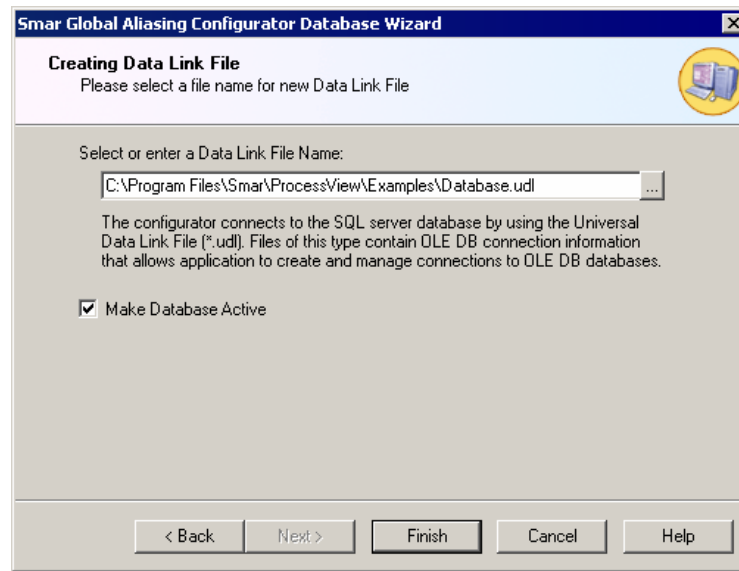 Smar Global Aliasing Configurator Database Wizard
Creating Data Link File
Please select a file name for new Data Link File
Select or enter a Data Link File Name:
C:\Program Files\Smar\ProcessView\Examples\Database.udl
...
The configurator connects to the SQL server database by using the Universal
Data Link File (*.udl). Files of this type contain OLE DB connection information
that allows application to create and manage connections to OLE DB databases.
Make Database Active
< Back Next > Finish Cancel Help